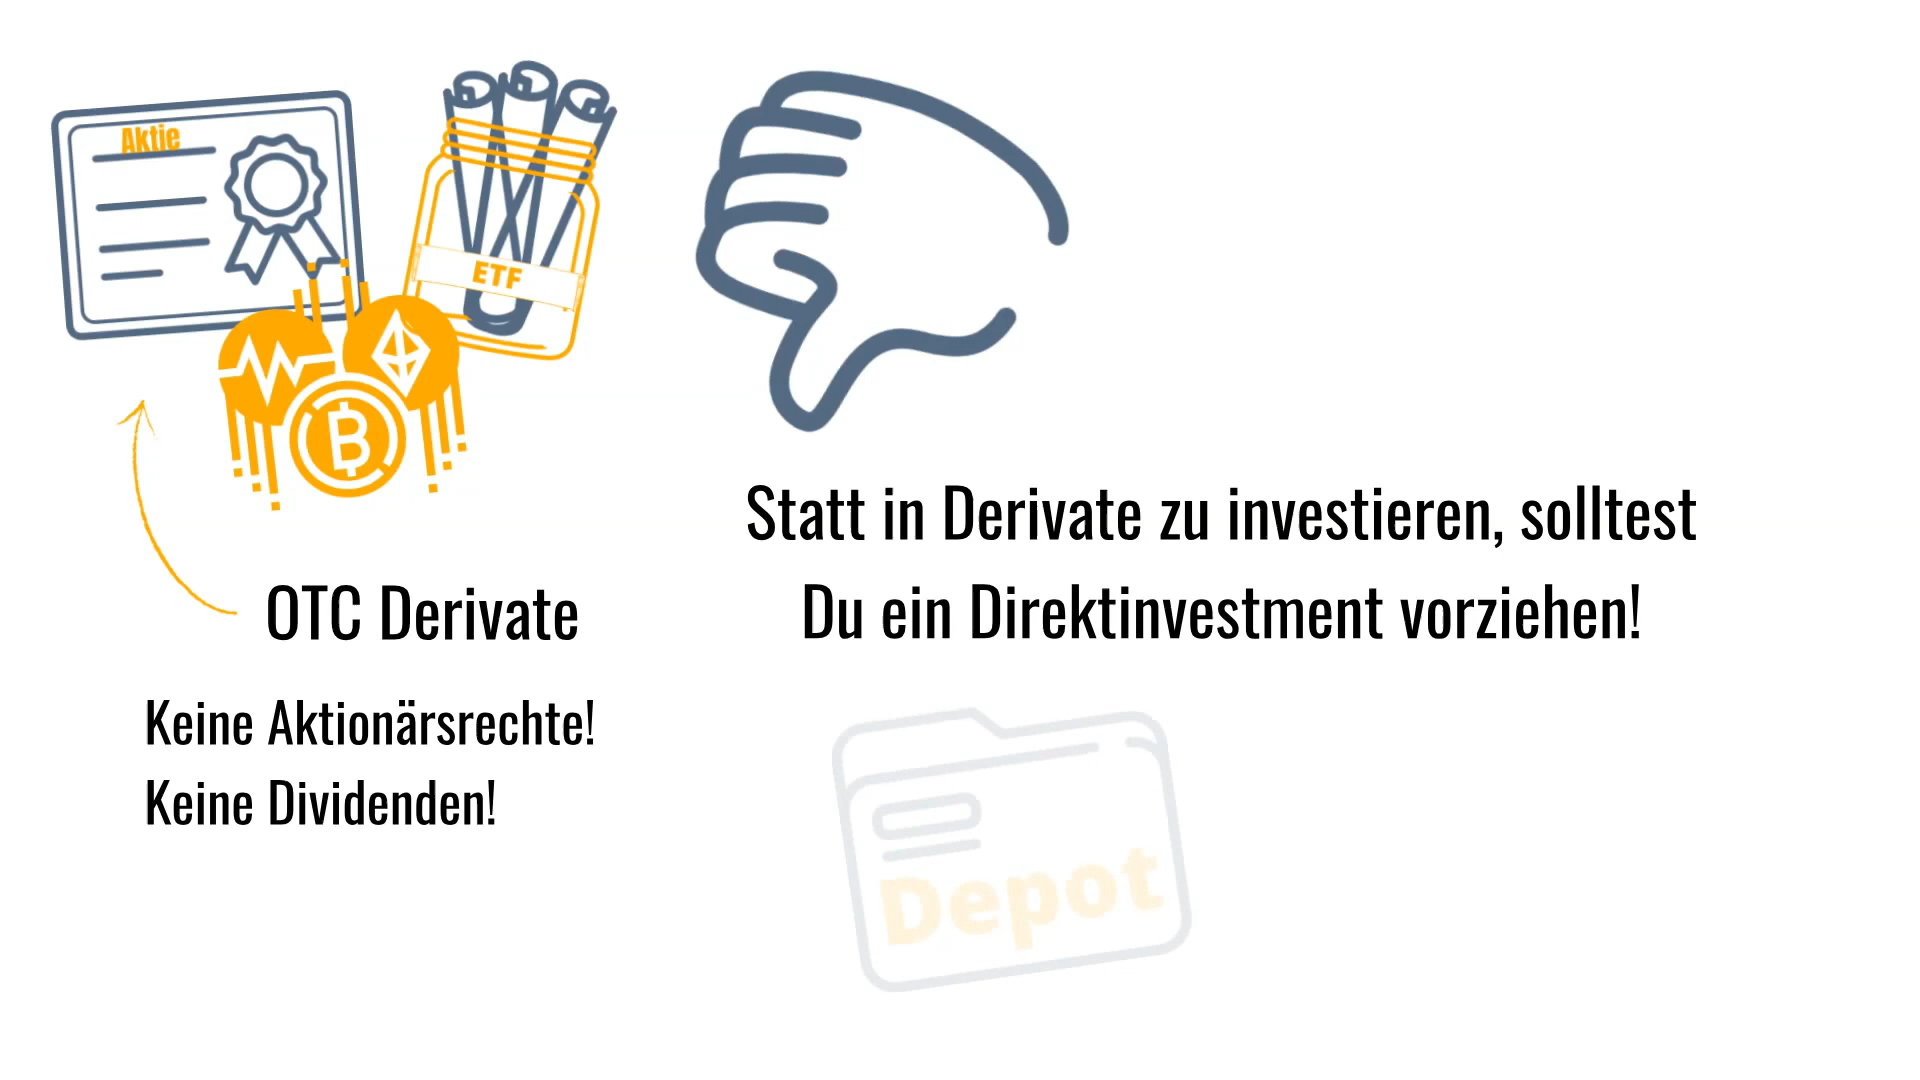 Aktie
ETF
OTC Derivate
Keine Aktionärsrechte!
Keine Dividenden!
Statt in Derivate zu investieren, solltest
Du ein Direktinvestment vorziehen!
Depot